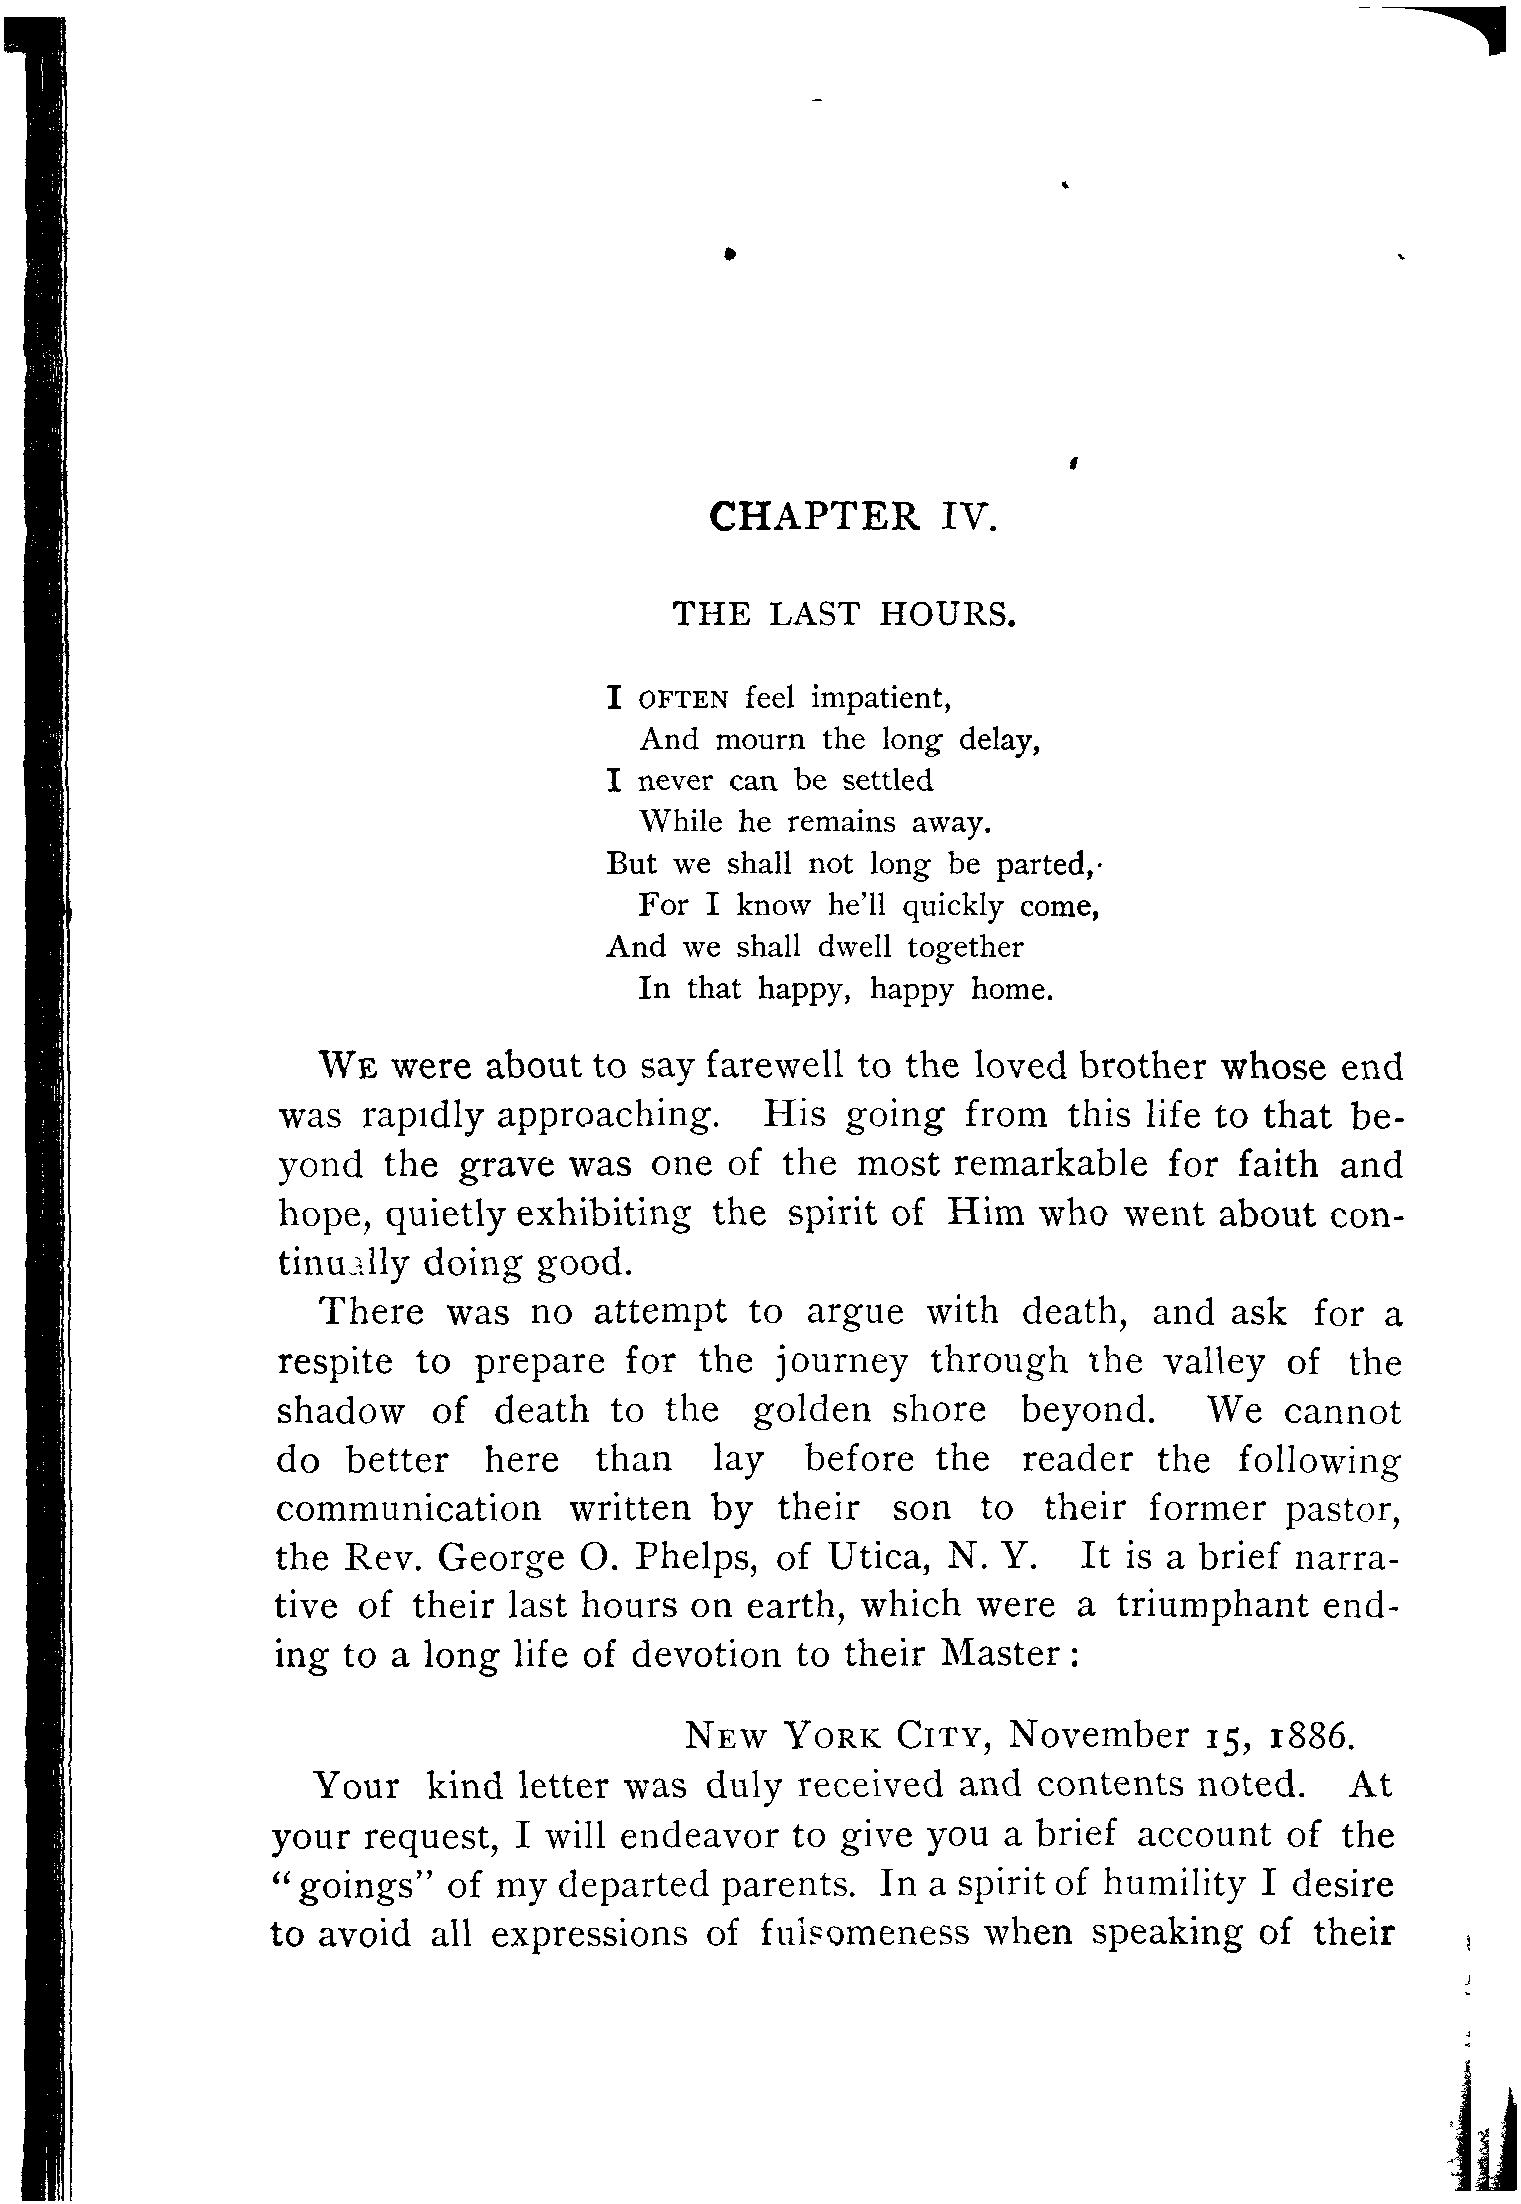 CHAPTER IV.
THE LAST HOURS.
I OFTEN feel impatient,
And mourn the long delay,
I never can be settled
While he remains away.
But we shall not long be parted,
For I know he'll quickly come,
And we shall dwell together
In that happy, happy home.
WE were about to say farewell to the loved brother whose end
was rapidly approaching. His going from this life to that be-
yond the grave was one of the most remarkable for faith and
hope, quietly exhibiting the spirit of Him who went about con-
tinually doing good.
There was no attempt to argue with death, and ask for a
respite to prepare for the journey through the valley of the
shadow of death to the golden shore beyond. We cannot
do better here than lay before the reader the following
communication written by their son to their former pastor,
the Rev. George O. Phelps, of Utica, N. Y. It is a brief narra-
tive of their last hours on earth, which were a triumphant end-
ing to a long life of devotion to their Master:
NEW YORK CITY, November 15, 1886.
Your kind letter was duly received and contents noted. At
your request, I will endeavor to give you a brief account of the
"goings" of my departed parents. In a spirit of humility I desire
to avoid all expressions of fulsomeness when speaking of their